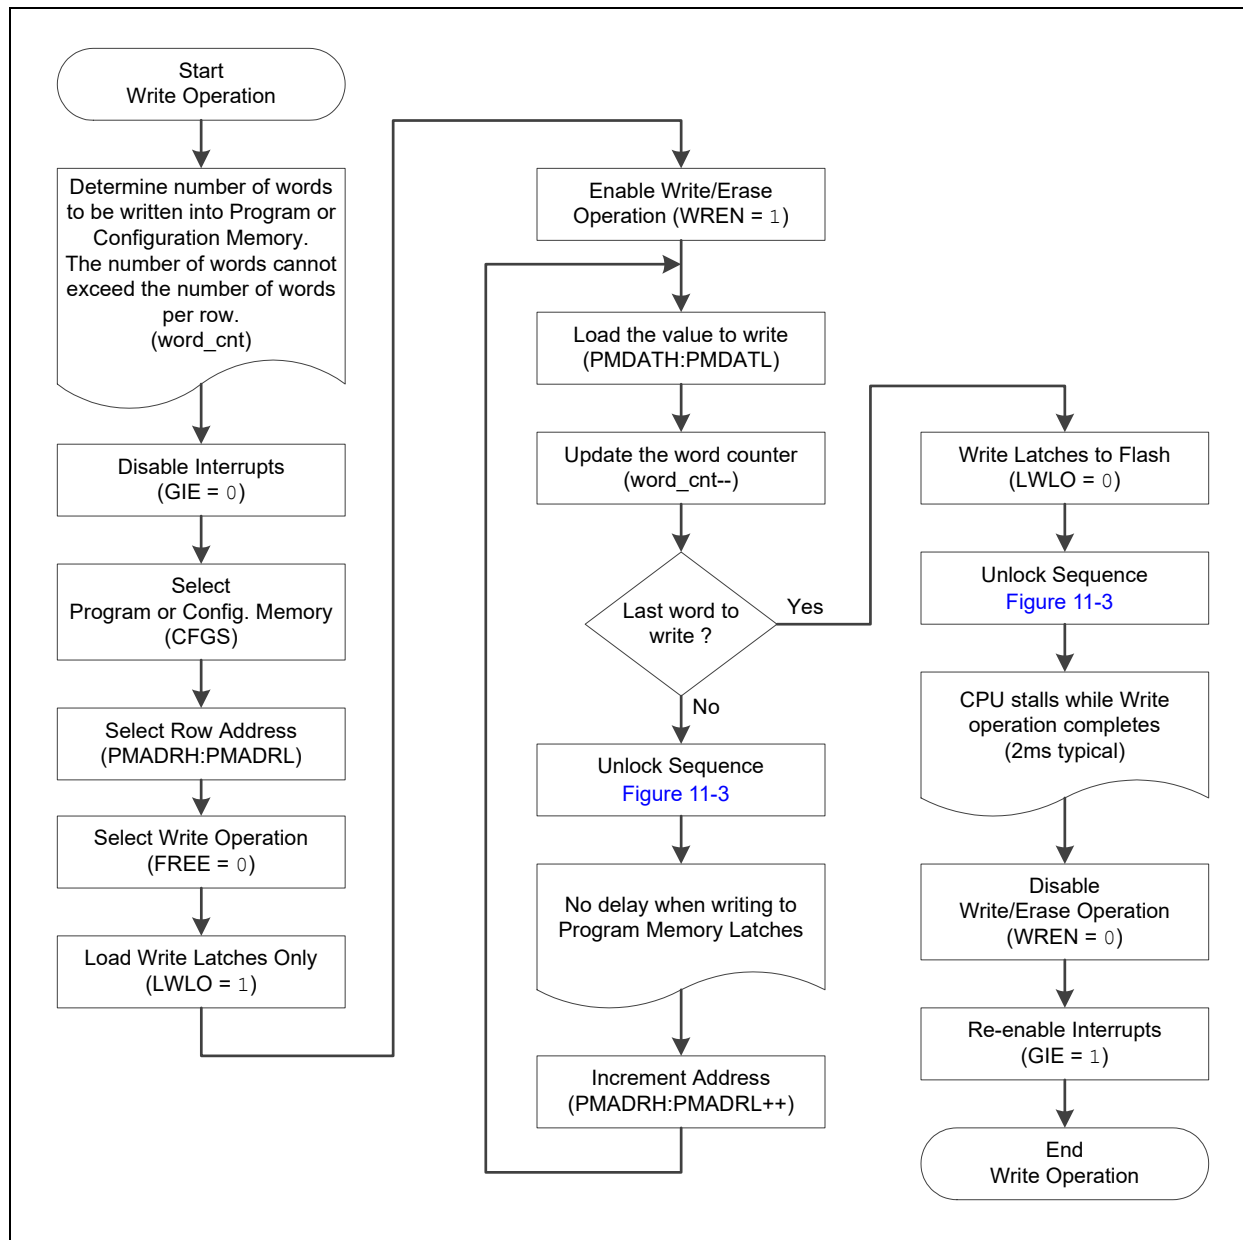 Start
Write Operation
Determine number of words
to be written into Program or
Configuration Memory.
The number of words cannot
exceed the number of words
per row.
(word_cnt)
Disable Interrupts
(GIE = 0)
Select
Program or Config. Memory
(CFGS)
Select Row Address
(PMADRH:PMADRL)
Select Write Operation
(FREE = 0)
Load Write Latches Only
(LWLO = 1)
Enable Write/Erase
Operation (WREN = 1)
Load the value to write
(PMDATH:PMDATL)
Update the word counter
(word_cnt--)
Last word to
write ?
Yes
No
Unlock Sequence
Figure 11-3
No delay when writing to
Program Memory Latches
Increment Address
(PMADRH:PMADRL++)
Write Latches to Flash
(LWLO = 0)
Unlock Sequence
Figure 11-3
CPU stalls while Write
operation completes
(2ms typical)
Disable
Write/Erase Operation
(WREN = 0)
Re-enable Interrupts
(GIE = 1)
End
Write Operation